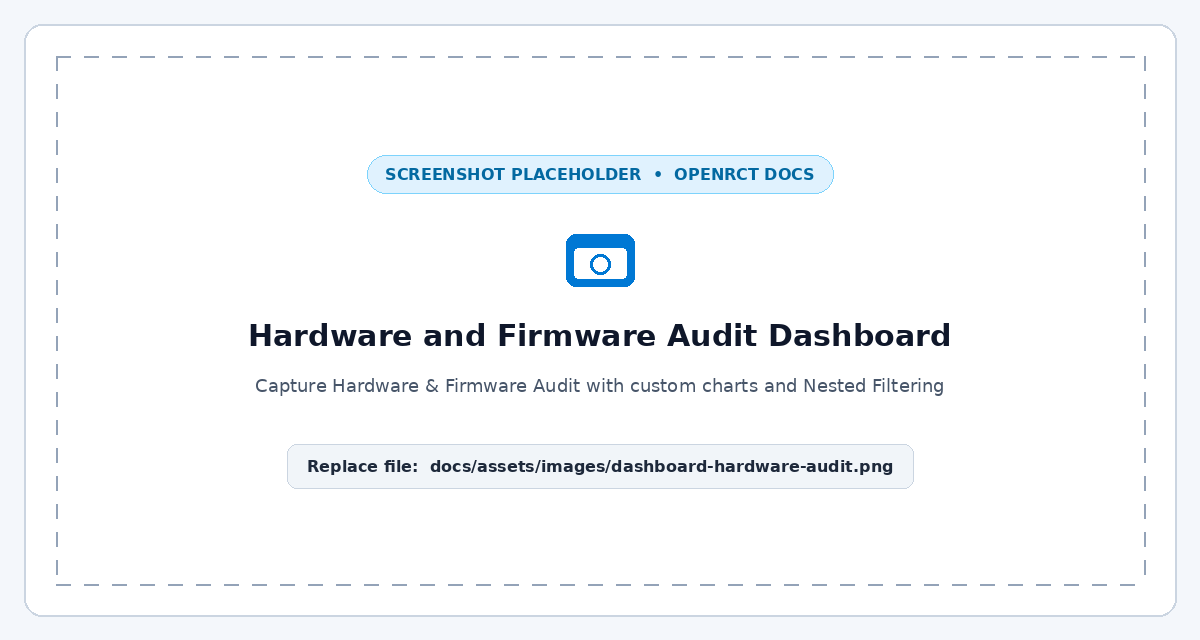 SCREENSHOT PLACEHOLDER • OPENRCT DOCS
Hardware and Firmware Audit Dashboard
Capture Hardware & Firmware Audit with custom charts and Nested Filtering
Replace file: docs/assets/images/dashboard-hardware-audit.png